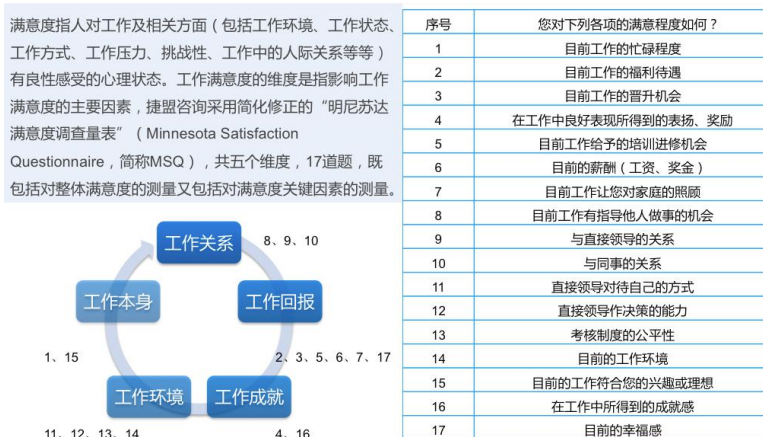 满意度指人对工作及相关方面（包括工作环境、工作状态、
工作方式、工作压力、挑战性、工作中的人际关系等等）
有良性感受的心理状态。工作满意度的维度是指影响工作
满意度的主要因素，捷盟咨询采用简化修正的“明尼苏达
满意度调查量表”（Minnesota Satisfaction
Questionnaire，简称MSQ），共五个维度，17道题，既
包括对整体满意度的测量又包括对满意度关键因素的测量。
工作关系
8、9、10
工作本身
工作回报
1、15
2、3、5、6、7、17
工作环境
工作成就
11、12、13、14
4、16
序号 您对下列各项的满意程度如何？
1 目前工作的忙碌程度
2 目前工作的福利待遇
3 目前工作的晋升机会
4 在工作中良好表现所得到的表扬、奖励
5 目前工作给予的培训进修机会
6 目前的薪酬（工资、奖金）
7 目前工作让您对家庭的照顾
8 目前工作有指导他人做事的机会
9 与直接领导的关系
10 与同事的关系
11 直接领导对待自己的方式
12 直接领导作决策的能力
13 考核制度的公平性
14 目前的工作环境
15 目前的工作符合您的兴趣或理想
16 在工作中所得到的成就感
17 目前的幸福感